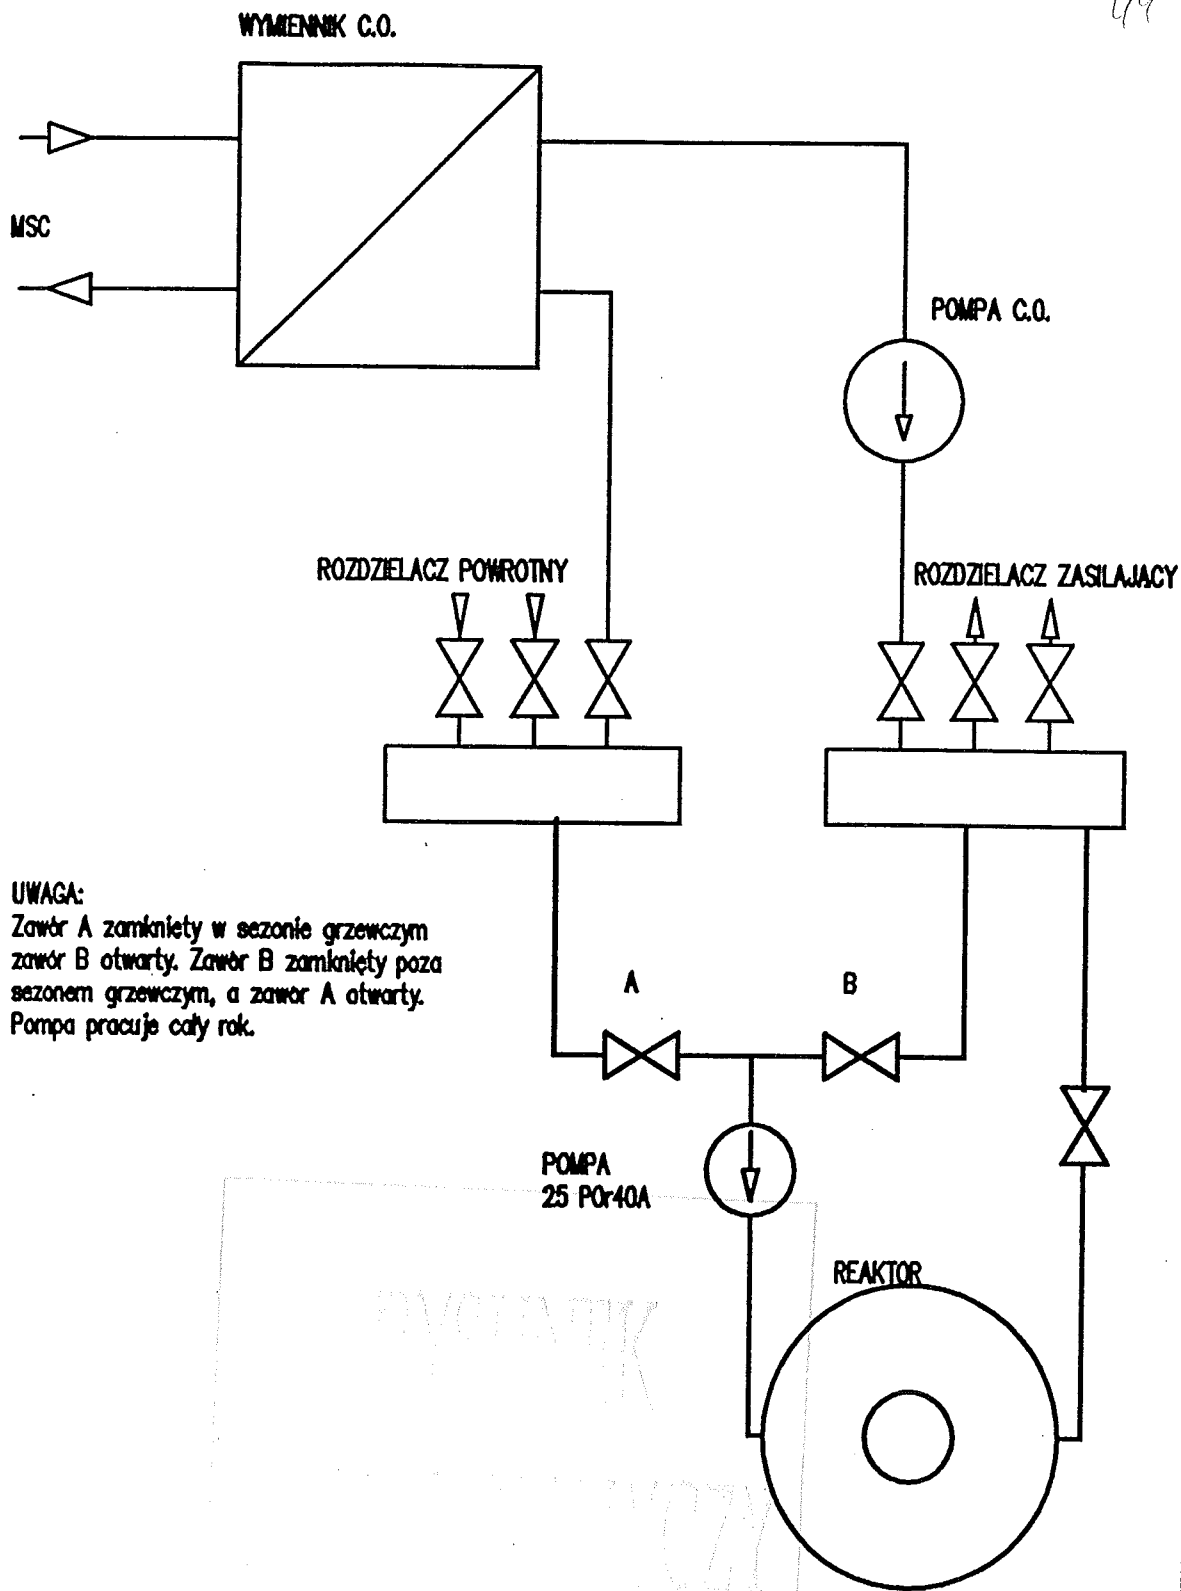 WYMIENNIK C.O.
MSC
POMPA C.O.
ROZDZIELACZ POWROTNY
ROZDZIELACZ ZASILAJACY
UWAGA:
Zawór A zamkniety w sezonie grzewczym
zawór B otwarty. Zawór B zamknięty poza
sezonem grzewczym, a zawór A otwarty.
Pompa pracuje cały rok.
A
B
POMPA
25 POr40A
REAKTOR